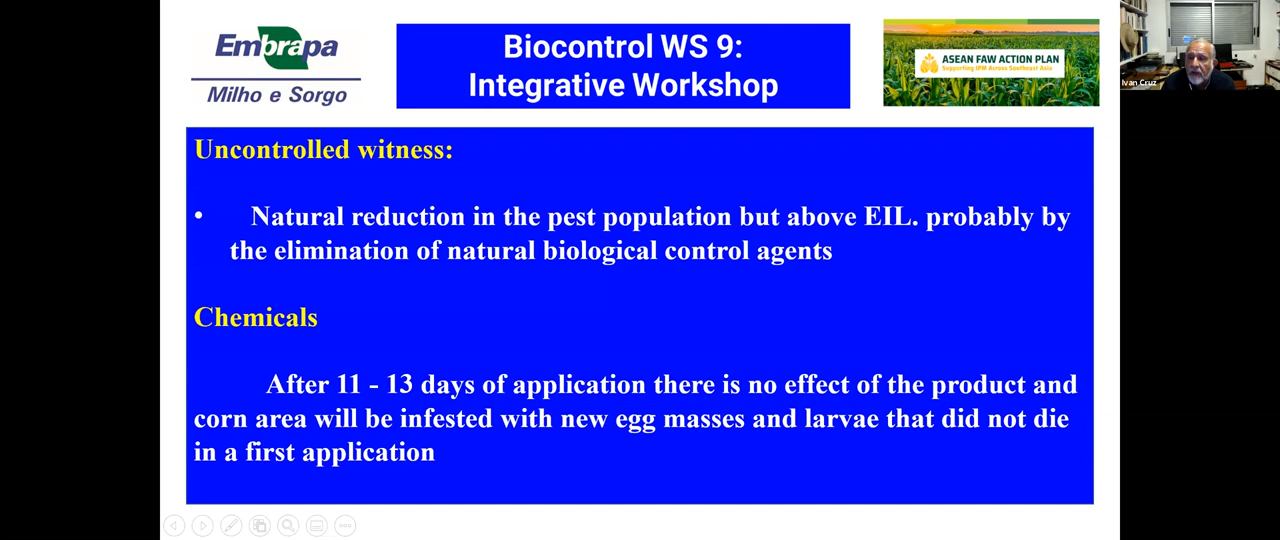 Embrapa
Milho e Sorgo
Biocontrol WS 9:
Integrative Workshop
ASEAN FAW ACTION PLAN
Supporting IPM Across Southeast Asia
Ivan Cruz
Uncontrolled witness:
• Natural reduction in the pest population but above EIL. probably by
the elimination of natural biological control agents
Chemicals
After 11 - 13 days of application there is no effect of the product and
corn area will be infested with new egg masses and larvae that did not die
in a first application